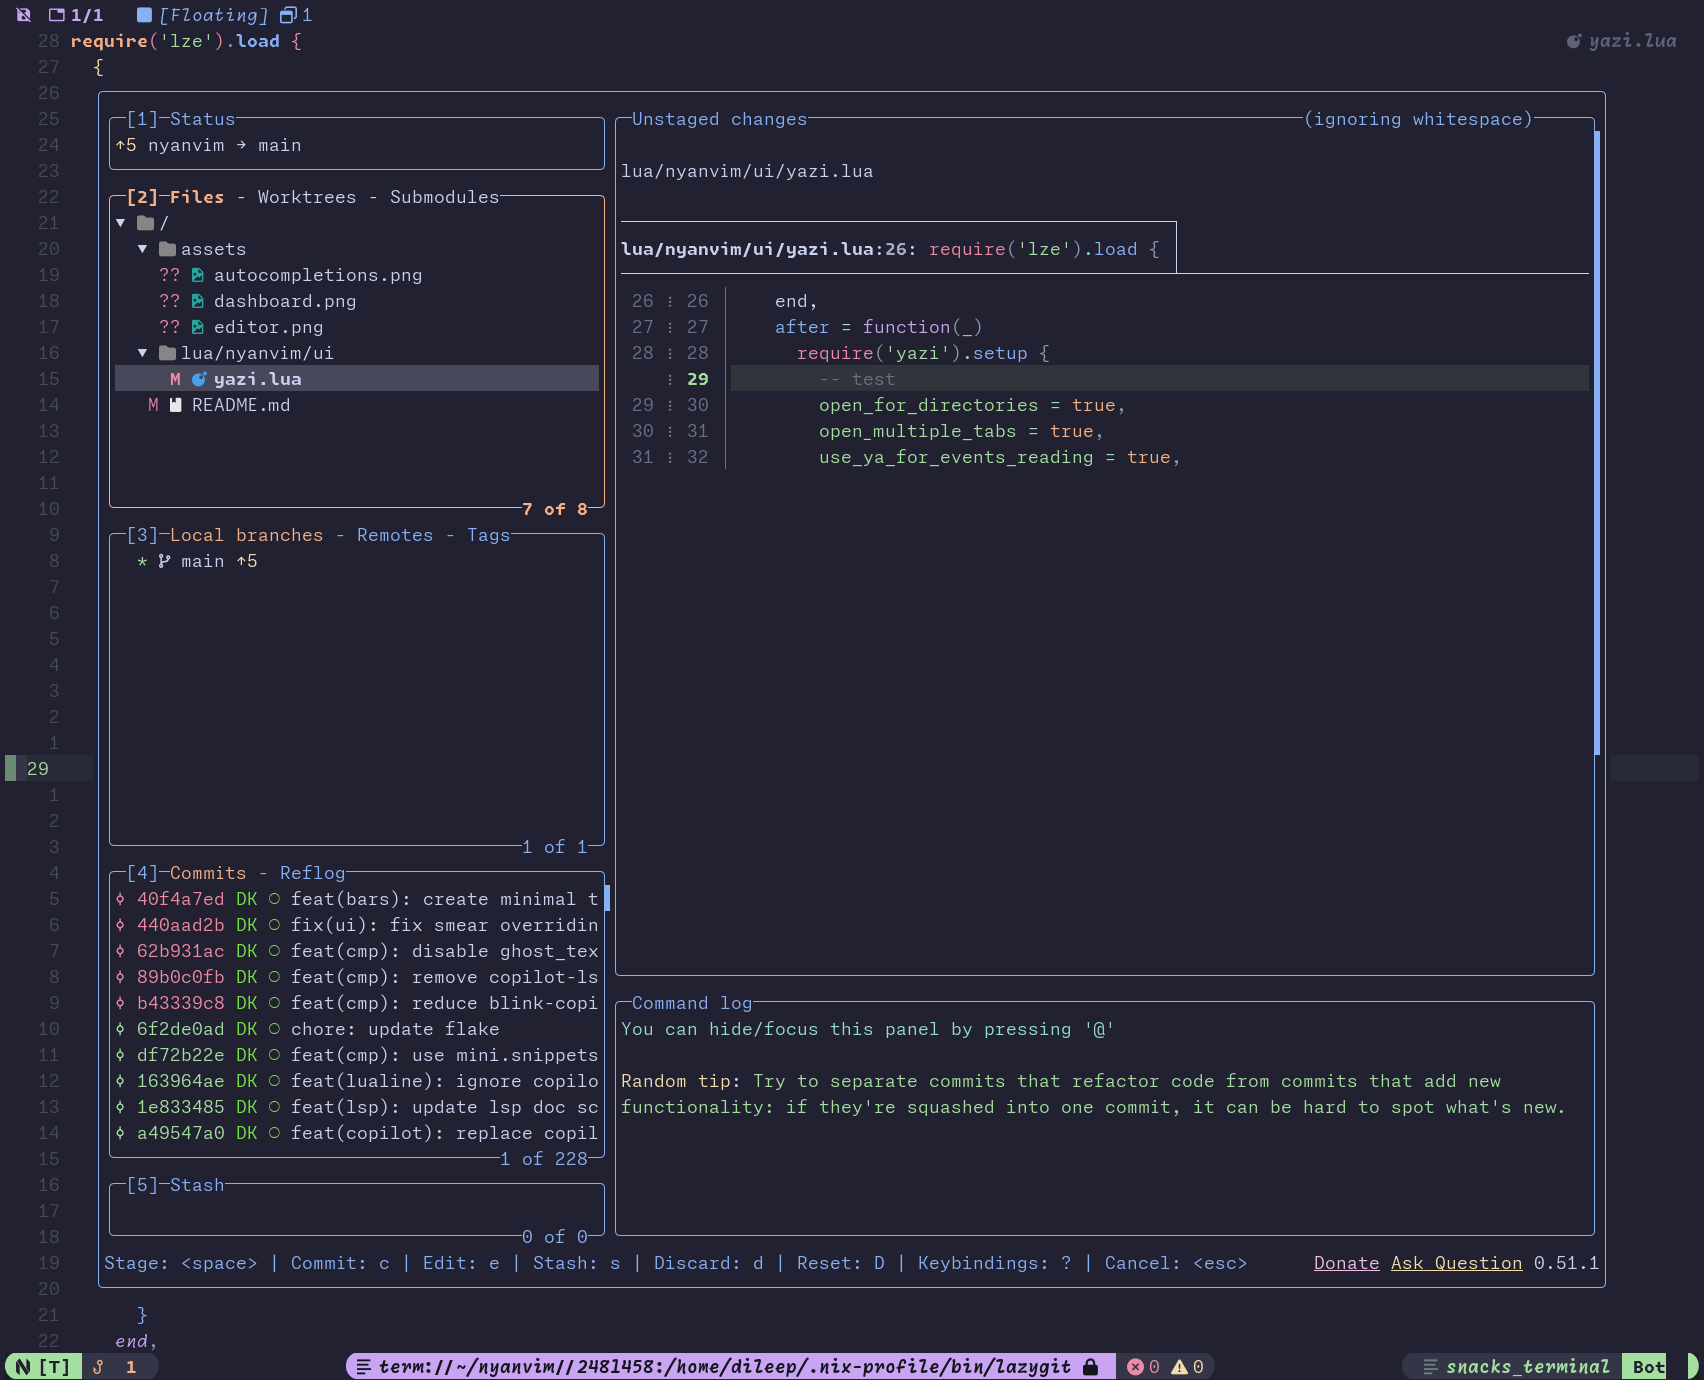 1/1 [Floating] 1
28 require('lze').load {
yazi.lua
27 {
26
25 [1]─Status
24 ↑5 nyanvim → main
23
22 [2]─Files - Worktrees - Submodules
21 ▼ /
20 ▼ assets
19 ?? autocompletions.png
18 ?? dashboard.png
17 ?? editor.png
16 ▼ lua/nyanvim/ui
15 M yazi.lua
14 M README.md
13
12
11
10 7 of 8
9 [3]─Local branches - Remotes - Tags
8 * main ↑5
7
6
5
4
3
2
1
29
1
2
3 1 of 1
4 [4]─Commits - Reflog
5 40f4a7ed DK ○ feat(bars): create minimal t
6 440aad2b DK ○ fix(ui): fix smear overridin
7 62b931ac DK ○ feat(cmp): disable ghost_tex
8 89b0c0fb DK ○ feat(cmp): remove copilot-ls
9 b43339c8 DK ○ feat(cmp): reduce blink-copi
10 6f2de0ad DK ○ chore: update flake
11 df72b22e DK ○ feat(cmp): use mini.snippets
12 163964ae DK ○ feat(lualine): ignore copilo
13 1e833485 DK ○ feat(lsp): update lsp doc sc
14 a49547a0 DK ○ feat(copilot): replace copil
15 1 of 228
16 [5]─Stash
17
18 0 of 0
Unstaged changes (ignoring whitespace)
lua/nyanvim/ui/yazi.lua
lua/nyanvim/ui/yazi.lua:26: require('lze').load {
26 ⋮ 26 end,
27 ⋮ 27 after = function(_)
28 ⋮ 28 require('yazi').setup {
⋮ 29 -- test
29 ⋮ 30 open_for_directories = true,
30 ⋮ 31 open_multiple_tabs = true,
31 ⋮ 32 use_ya_for_events_reading = true,
Command log
You can hide/focus this panel by pressing '@'
Random tip: Try to separate commits that refactor code from commits that add new
functionality: if they're squashed into one commit, it can be hard to spot what's new.
19 Stage: <space> | Commit: c | Edit: e | Stash: s | Discard: d | Reset: D | Keybindings: ? | Cancel: <esc> Donate Ask Question 0.51.1
20
21 }
22 end,
[T] 1 term://~/nyanvim//2481458:/home/dileep/.nix-profile/bin/lazygit 0 0 snacks_terminal Bot